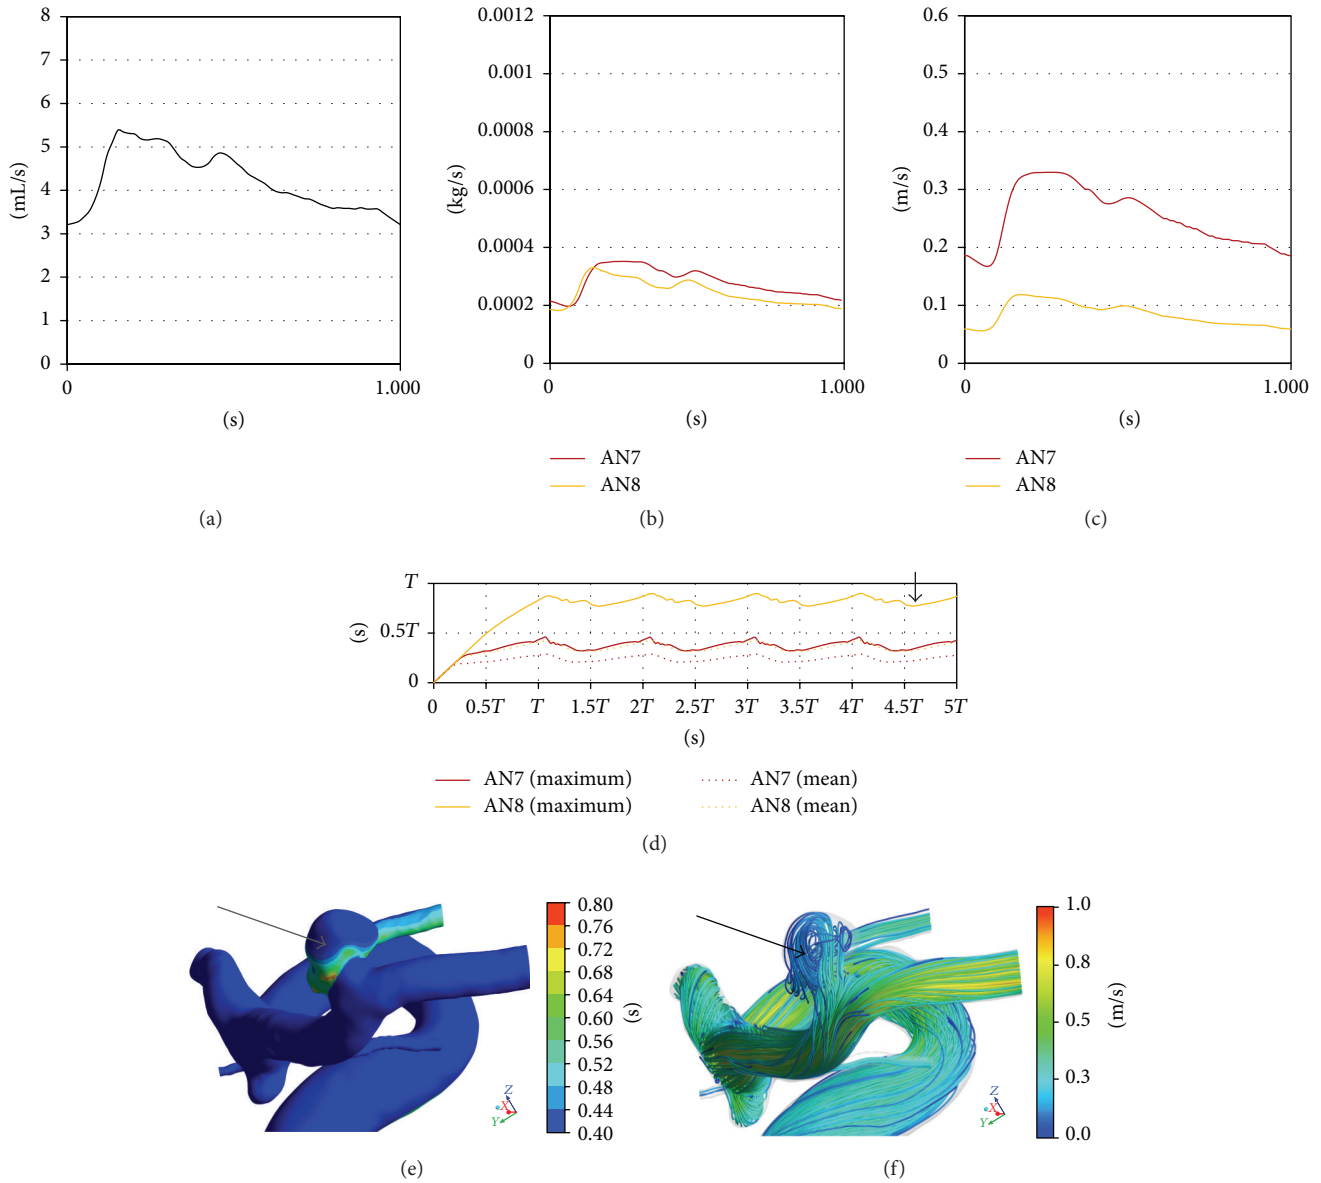 8
7
6
5
4
3
2
1
0
(mL/s)
0 1.000
(s)
(a)
0.0012
0.001
0.0008
0.0006
0.0004
0.0002
0
(kg/s)
0 1.000
(s)
AN7
AN8
(b)
0.6
0.5
0.4
0.3
0.2
0.1
0
(m/s)
0 1.000
(s)
AN7
AN8
(c)
T
0.5T
0
(s)
0 0.5T T 1.5T 2T 2.5T 3T 3.5T 4T 4.5T 5T
(s)
AN7 (maximum) AN7 (mean)
AN8 (maximum) AN8 (mean)
(d)
0.80
0.76
0.72
0.68
0.64
0.60
0.56
0.52
0.48
0.44
0.40
(s)
Z
X
Y
(e)
1.0
0.8
0.5
0.3
0.0
(m/s)
Z
X
Y
(f)